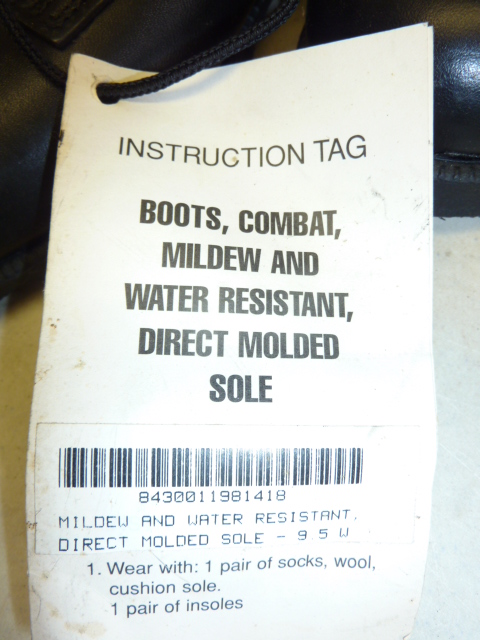 INSTRUCTION TAG
BOOTS, COMBAT,
MILDEW AND
WATER RESISTANT,
DIRECT MOLDED
SOLE
8430011981418
MILDEW AND WATER RESISTANT,
DIRECT MOLDED SOLE - 9.5 W
1. Wear with: 1 pair of socks, wool,
cushion sole.
1 pair of insoles